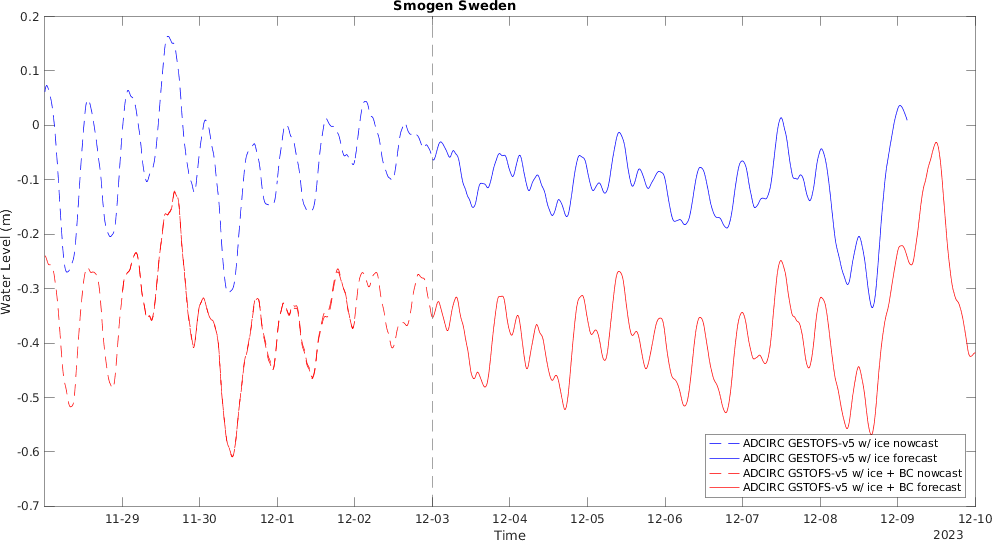 Smogen Sweden
0.2
0.1
0
-0.1
-0.2
-0.3
-0.4
-0.5
-0.6
-0.7
Water Level (m)
ADCIRC GESTOFS-v5 w/ ice nowcast
ADCIRC GESTOFS-v5 w/ ice forecast
ADCIRC GSTOFS-v5 w/ ice + BC nowcast
ADCIRC GSTOFS-v5 w/ ice + BC forecast
11-29 11-30 12-01 12-02 12-03 12-04 12-05 12-06 12-07 12-08 12-09 12-10
Time
2023